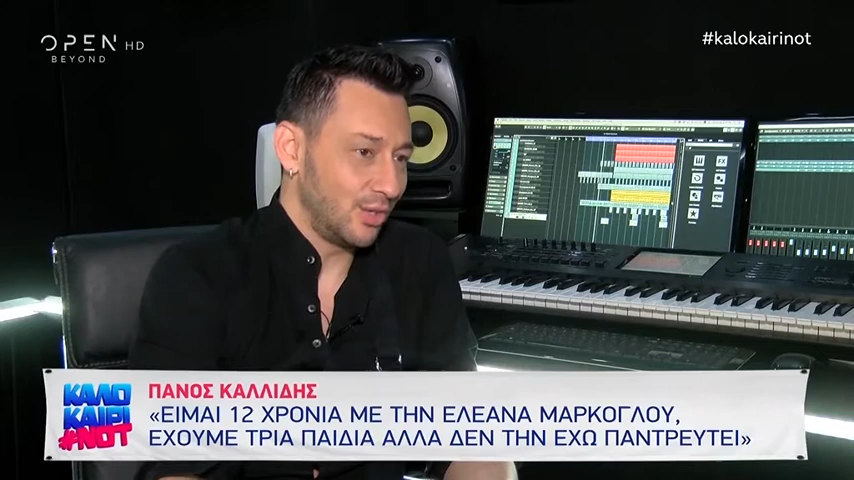 OPEN HD
BEYOND
#kalokairinot
ΚΑΛΟ
ΚΑΙΡΙ
#NOT
ΠΑΝΟΣ ΚΑΛΛΙΔΗΣ
«ΕΙΜΑΙ 12 ΧΡΟΝΙΑ ΜΕ ΤΗΝ ΕΛΕΑΝΑ ΜΑΡΚΟΓΛΟΥ,
ΕΧΟΥΜΕ ΤΡΙΑ ΠΑΙΔΙΑ ΑΛΛΑ ΔΕΝ ΤΗΝ ΕΧΩ ΠΑΝΤΡΕΥΤΕΙ»
FX